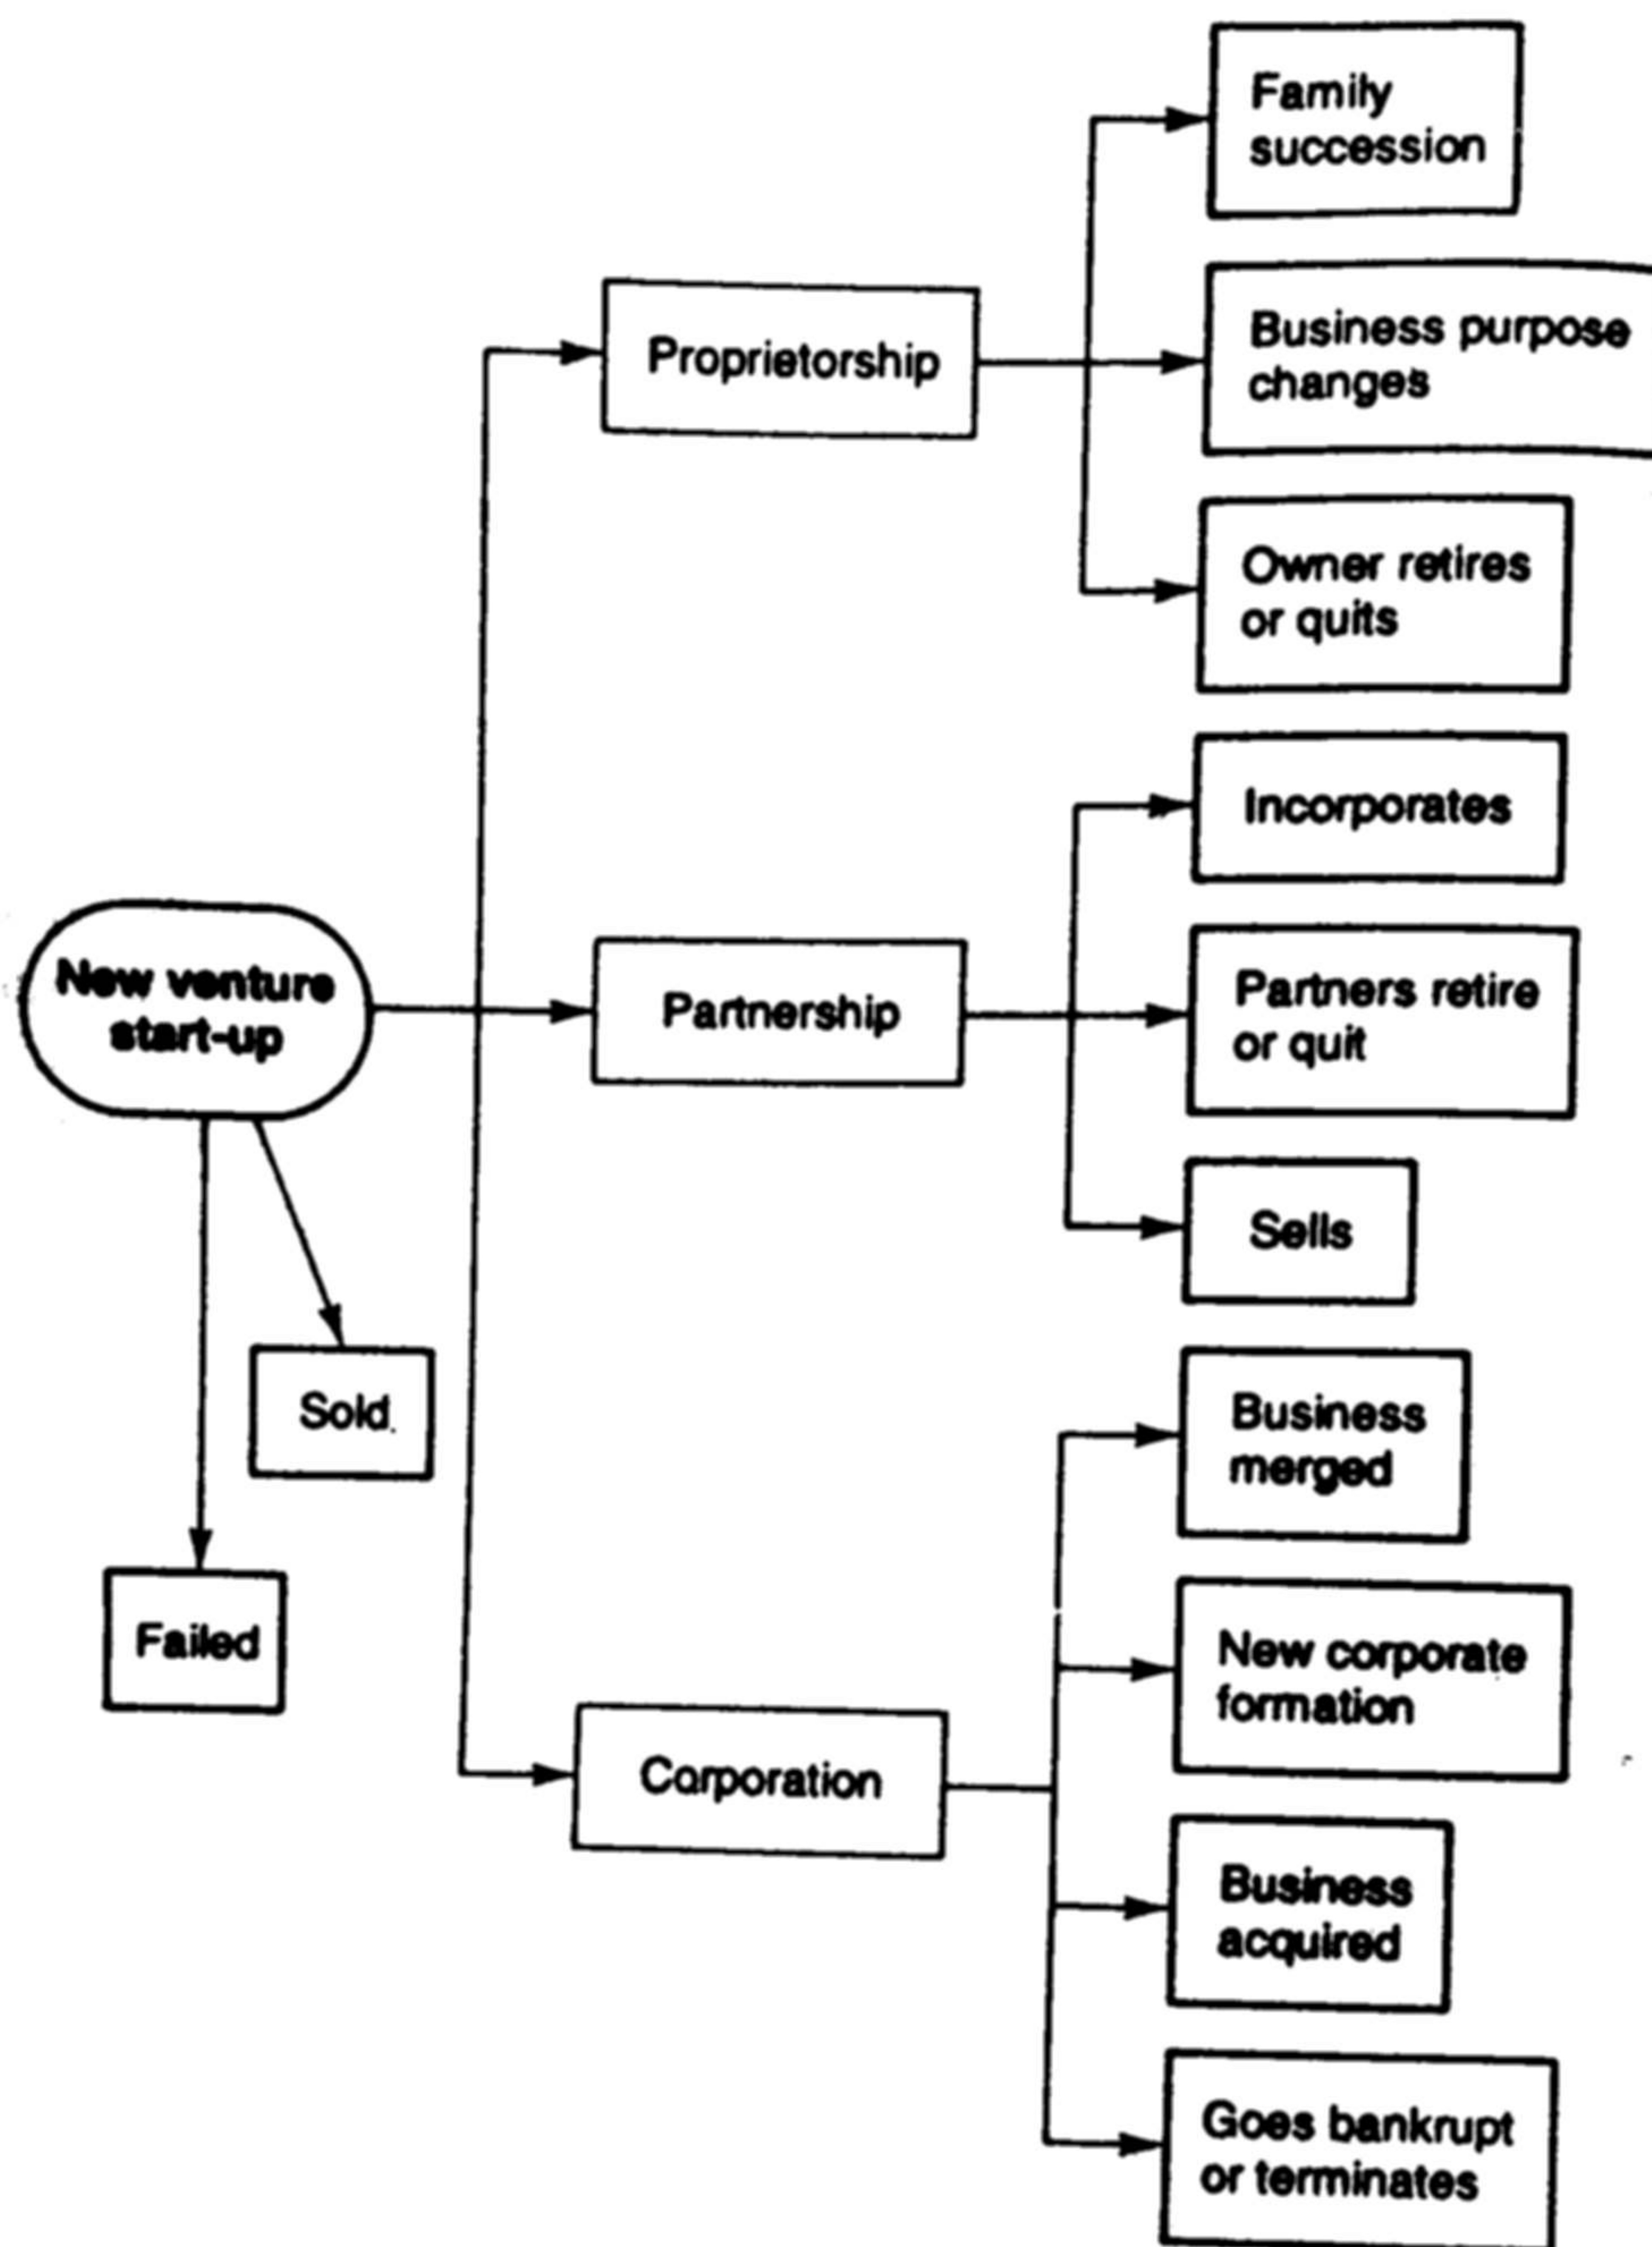 Family
succession
Business purpose
changes
Proprietorship
Owner retires
or quits
Incorporates
New venture
start-up
Partnership
Partners retire
or quit
Sells
Sold
Business
merged
Failed
New corporate
formation
Corporation
Business
acquired
Goes bankrupt
or terminates